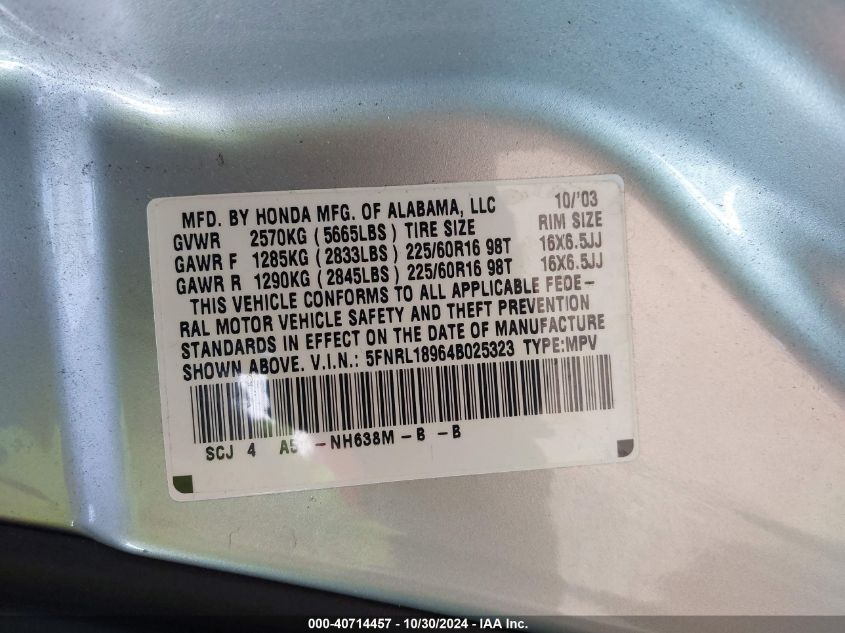 MFD. BY HONDA MFG. OF ALABAMA, LLC 10/'03
GVWR 2570KG ( 5665LBS ) TIRE SIZE RIM SIZE
GAWR F 1285KG ( 2833LBS ) 225/60R16 98T 16X6.5JJ
GAWR R 1290KG ( 2845LBS ) 225/60R16 98T 16X6.5JJ
THIS VEHICLE CONFORMS TO ALL APPLICABLE FEDE-
RAL MOTOR VEHICLE SAFETY AND THEFT PREVENTION
STANDARDS IN EFFECT ON THE DATE OF MANUFACTURE
SHOWN ABOVE. V.I.N.: 5FNRL18964B025323 TYPE:MPV
SCJ 4 A5 -NH638M -B -B
000-40714457 - 10/30/2024 - IAA Inc.